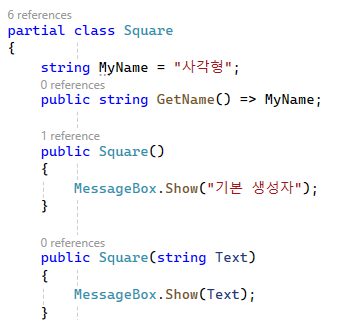 6 references
partial class Square
{
string MyName = "사각형";
0 references
public string GetName() => MyName;
1 reference
public Square()
{
MessageBox.Show("기본 생성자");
}
0 references
public Square(string Text)
{
MessageBox.Show(Text);
}